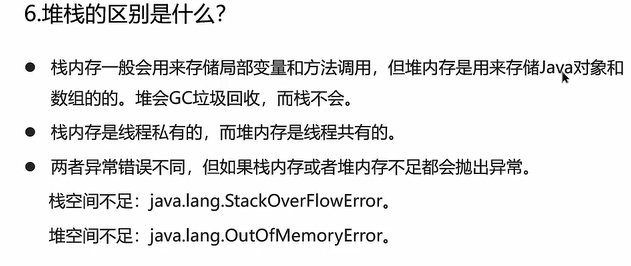 6.堆栈的区别是什么?
● 栈内存一般会用来存储局部变量和方法调用，但堆内存是用来存储Java对象和
数组的的。堆会GC垃圾回收，而栈不会。
● 栈内存是线程私有的，而堆内存是线程共有的。
● 两者异常错误不同，但如果栈内存或者堆内存不足都会抛出异常。
栈空间不足：java.lang.StackOverFlowError。
堆空间不足：java.lang.OutOfMemoryError。